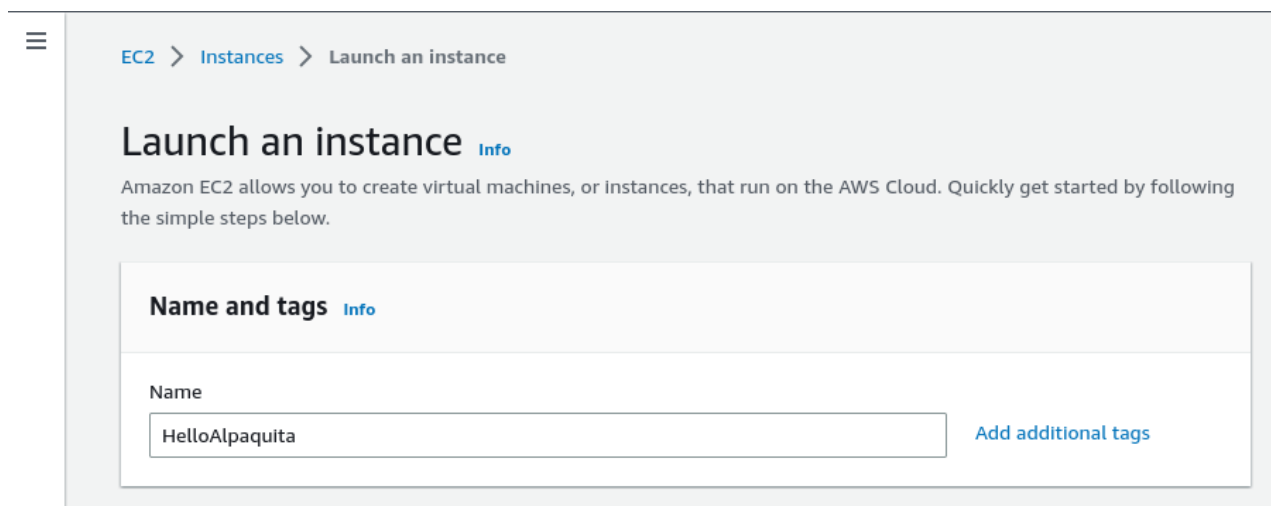 EC2 > Instances > Launch an instance
Launch an instance Info
Amazon EC2 allows you to create virtual machines, or instances, that run on the AWS Cloud. Quickly get started by following
the simple steps below.
Name and tags Info
Name
HelloAlpaquita Add additional tags